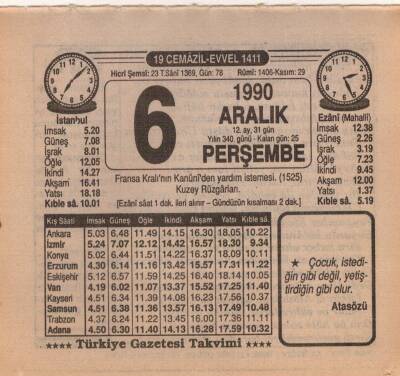 19 CEMÂZİL-EVVEL 1411
Hicrî Şemsî: 23 T.Sânî 1369, Gün: 78 Rûmî: 1406-Kasım: 29
6
1990
ARALIK
12. ay, 31 gün
Yılın 340. günü - Kalan gün: 25
PERŞEMBE
İstanbul
İmsak 5.20
Güneş 7.08
İşrak 8.01
Öğle 12.05
İkindi 14.27
Akşam 16.41
Yatsı 18.18
Kıble sâ. 10.01
Ezânî (Mahallî)
İmsak 12.38
Güneş 2.26
İşrak 3.19
Öğle 7.23
İkindi 9.45
Akşam 12.00
Yatsı 1.37
Kıble sâ. 5.19
Fransa Kralı'nın Kanûnî'den yardım istemesi. (1525)
Kuzey Rüzgârları.
[Ezânî sâat 1 dak. ileri alınır — Gündüzün kısalması 2 dak.]
Kış Sâati İmsak Güneş Öğle İkindi Akşam Yatsı Kıble sâ.
Ankara 5.03 6.48 11.49 14.15 16.30 18.05 10.22
İzmir 5.24 7.07 12.12 14.42 16.57 18.30 9.34
Konya 5.02 6.44 11.51 14.22 16.37 18.09 10.11
Erzurum 4.30 6.14 11.16 13.42 15.57 17.31 11.22
Eskişehir 5.12 6.57 11.59 14.25 16.40 18.14 10.05
Van 4.19 6.02 11.07 13.37 15.52 17.25 11.40
Kayseri 4.51 6.34 11.39 14.08 16.23 17.56 10.37
Samsun 4.51 6.38 11.36 13.57 16.13 17.49 10.48
Trabzon 4.37 6.24 11.22 13.45 16.00 17.36 11.11
Adana 4.50 6.30 11.40 14.13 16.28 17.59 10.32
★ Çocuk, istedi-
ğin gibi değil, yetiş-
tirdiğin gibi olur.
Atasözü
★★★★ Türkiye Gazetesi Takvimi ★★★★